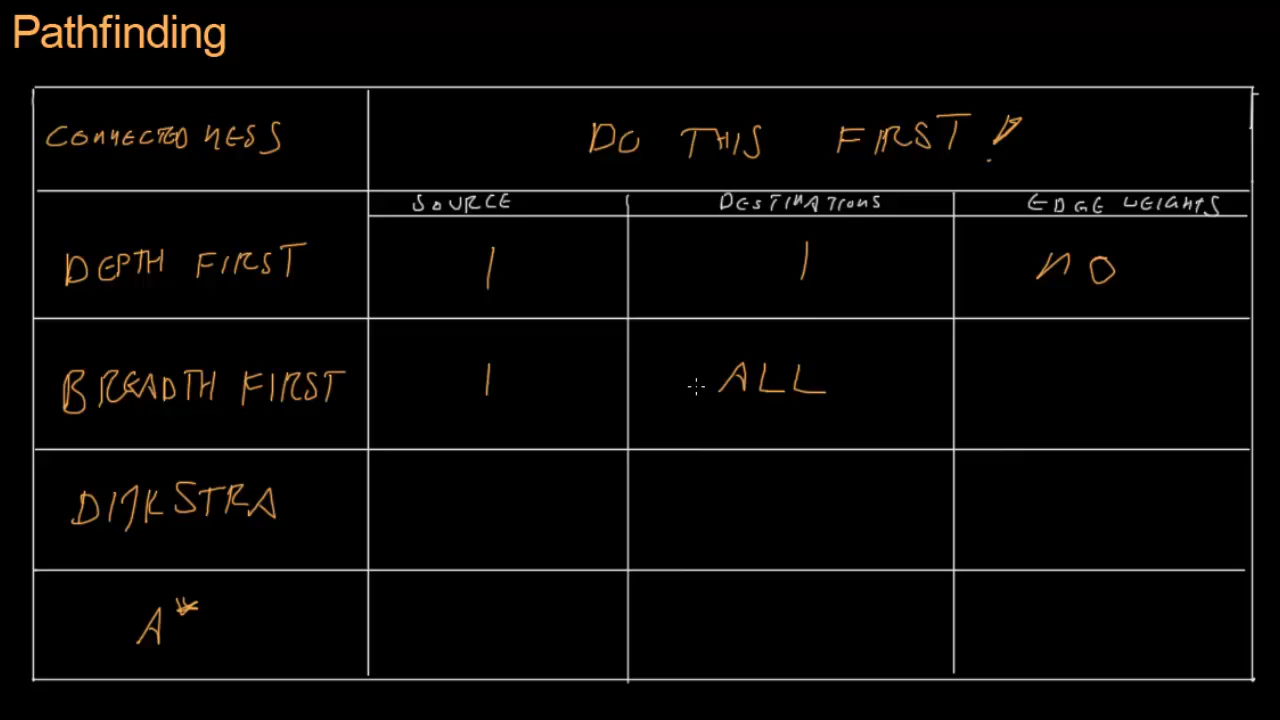 Pathfinding
CONNECTEDNESS DO THIS FIRST!
SOURCE DESTINATIONS EDGE WEIGHTS
DEPTH FIRST 1 1 NO
BREADTH FIRST 1 ALL
DIJKSTRA
A*